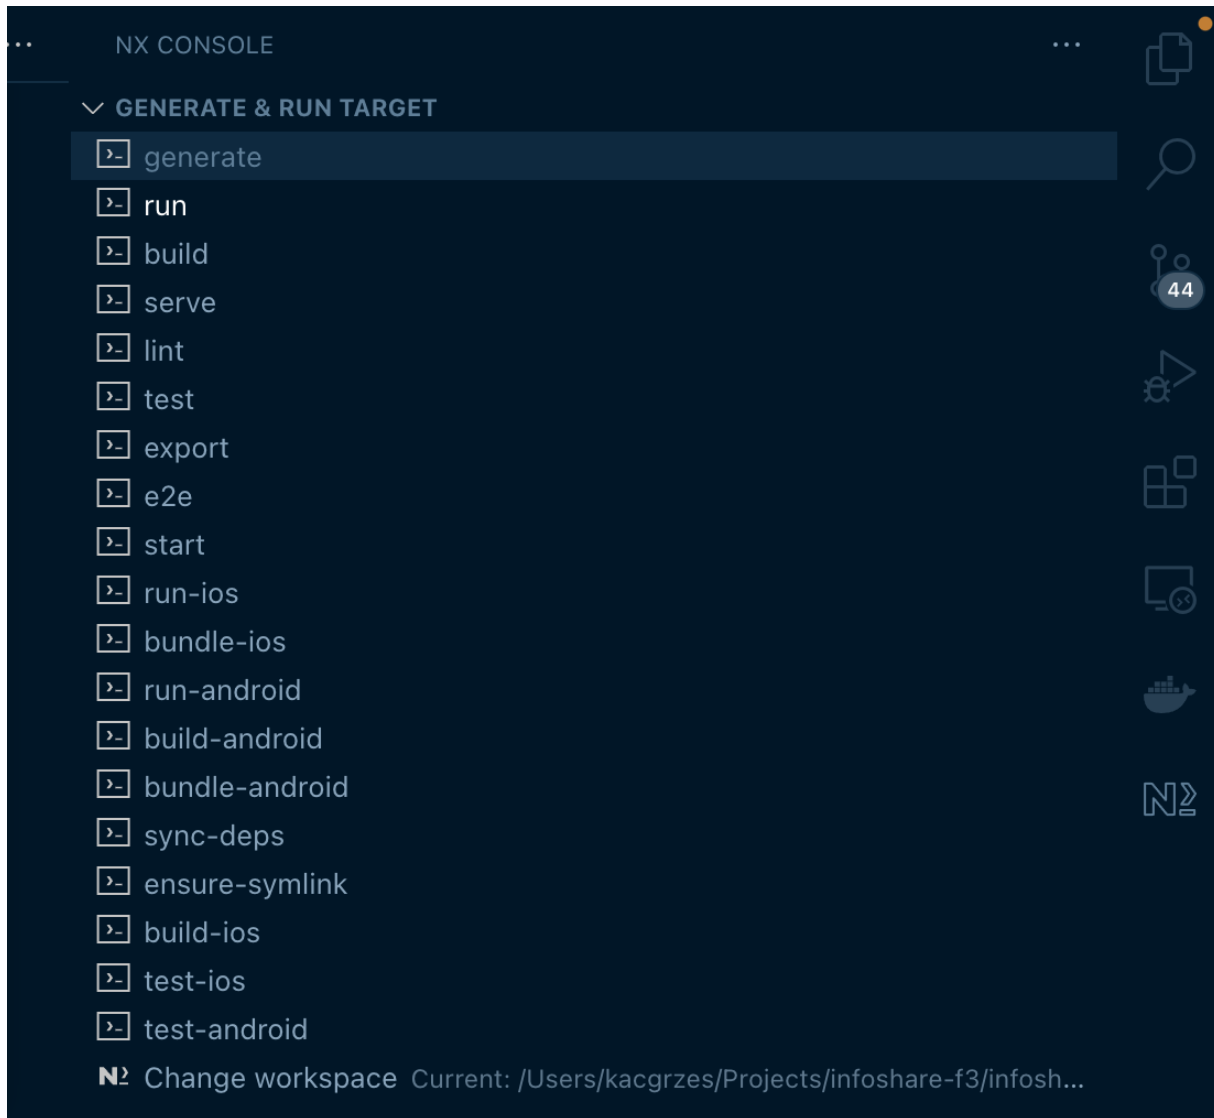 NX CONSOLE
GENERATE & RUN TARGET
generate
run
build
serve
lint
test
export
e2e
start
run-ios
bundle-ios
run-android
build-android
bundle-android
sync-deps
ensure-symlink
build-ios
test-ios
test-android
Change workspace Current: /Users/kacgrzes/Projects/infoshare-f3/infosh...
44